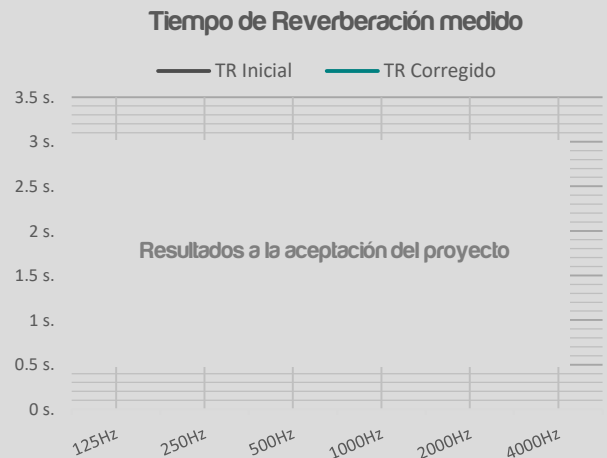 Tiempo de Reverberación medido
TR Inicial TR Corregido
3.5 s.
3 s.
2.5 s.
2 s.
Resultados a la aceptación del proyecto
1.5 s.
1 s.
0.5 s.
0 s.
125Hz 250Hz 500Hz 1000Hz 2000Hz 4000Hz